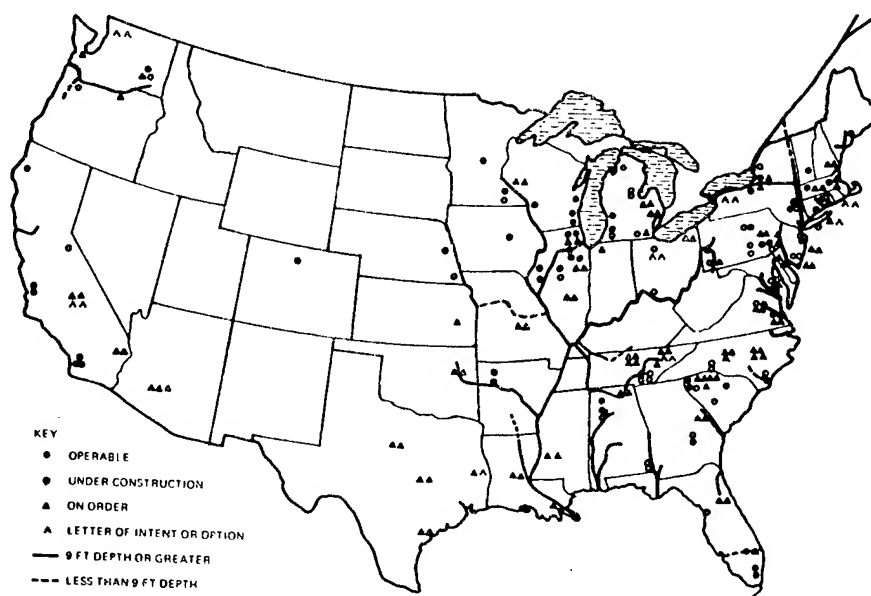 KEY
OPERABLE
UNDER CONSTRUCTION
ON ORDER
LETTER OF INTENT OR OPTION
9 FT DEPTH OR GREATER
LESS THAN 9 FT DEPTH